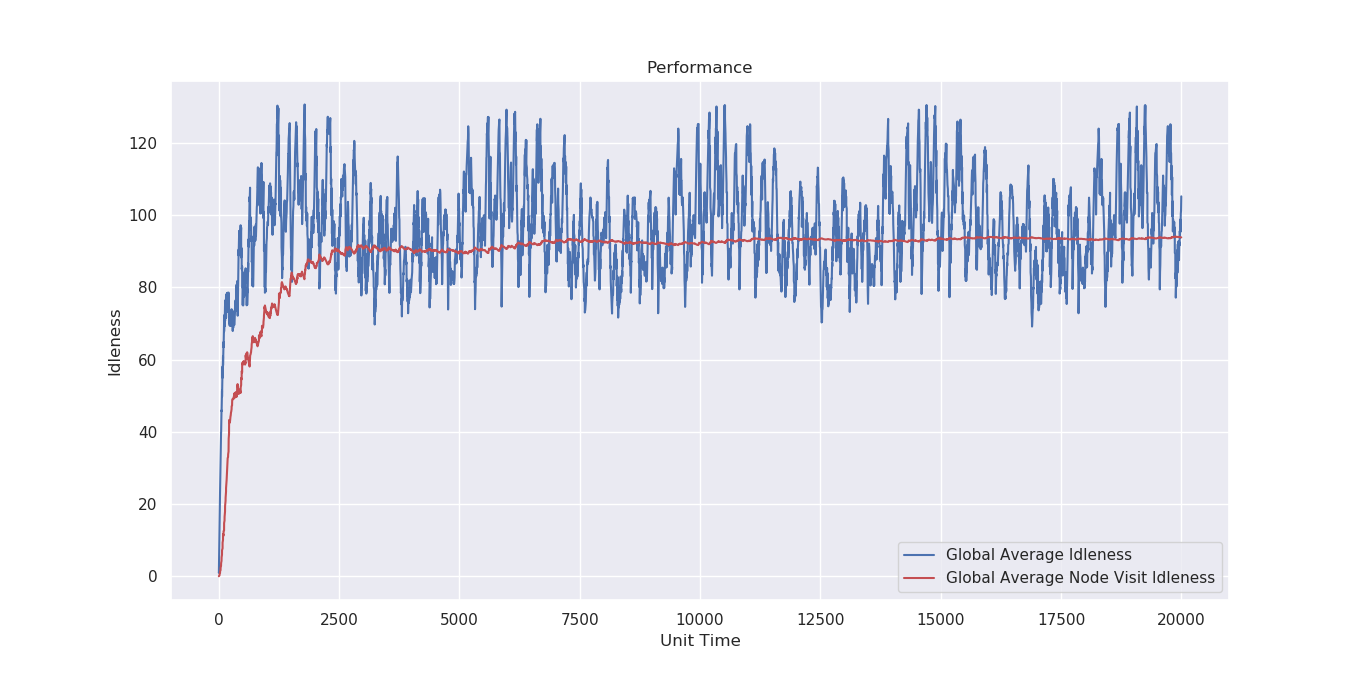 Performance
Idleness
120
100
80
60
40
20
0
Global Average Idleness
Global Average Node Visit Idleness
0 2500 5000 7500 10000 12500 15000 17500 20000
Unit Time